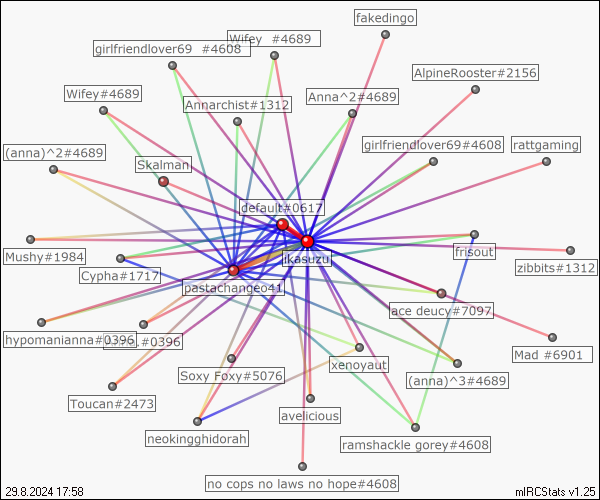 fakedingo
Wifey  #4689
girlfriendlover69  #4608
AlpineRooster#2156
Wifey#4689
Anna^2#4689
Annarchist#1312
girlfriendlover69#4608
rattgaming
(anna)^2#4689
Skalman
default#0617
Mushy#1984
frisout
ikasuzu
zibbits#1312
Cypha#1717
pastachangeo41
ace deucy#7097
hypomanianna#0396
#0396
Mad #6901
xenoyaut
Soxy Foxy#5076
(anna)^3#4689
Toucan#2473
avelicious
neokingghidorah
ramshackle gorey#4608
no cops no laws no hope#4608
29.8.2024 17:58
mIRCStats v1.25